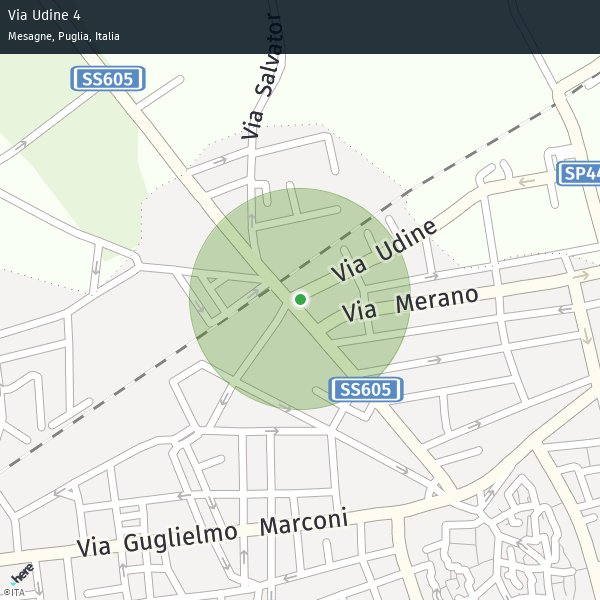 Via Udine 4
Mesagne, Puglia, Italia
Via Salvator
SS605
SP44
Via Udine
Via Merano
SS605
Via Guglielmo Marconi
here
©ITA